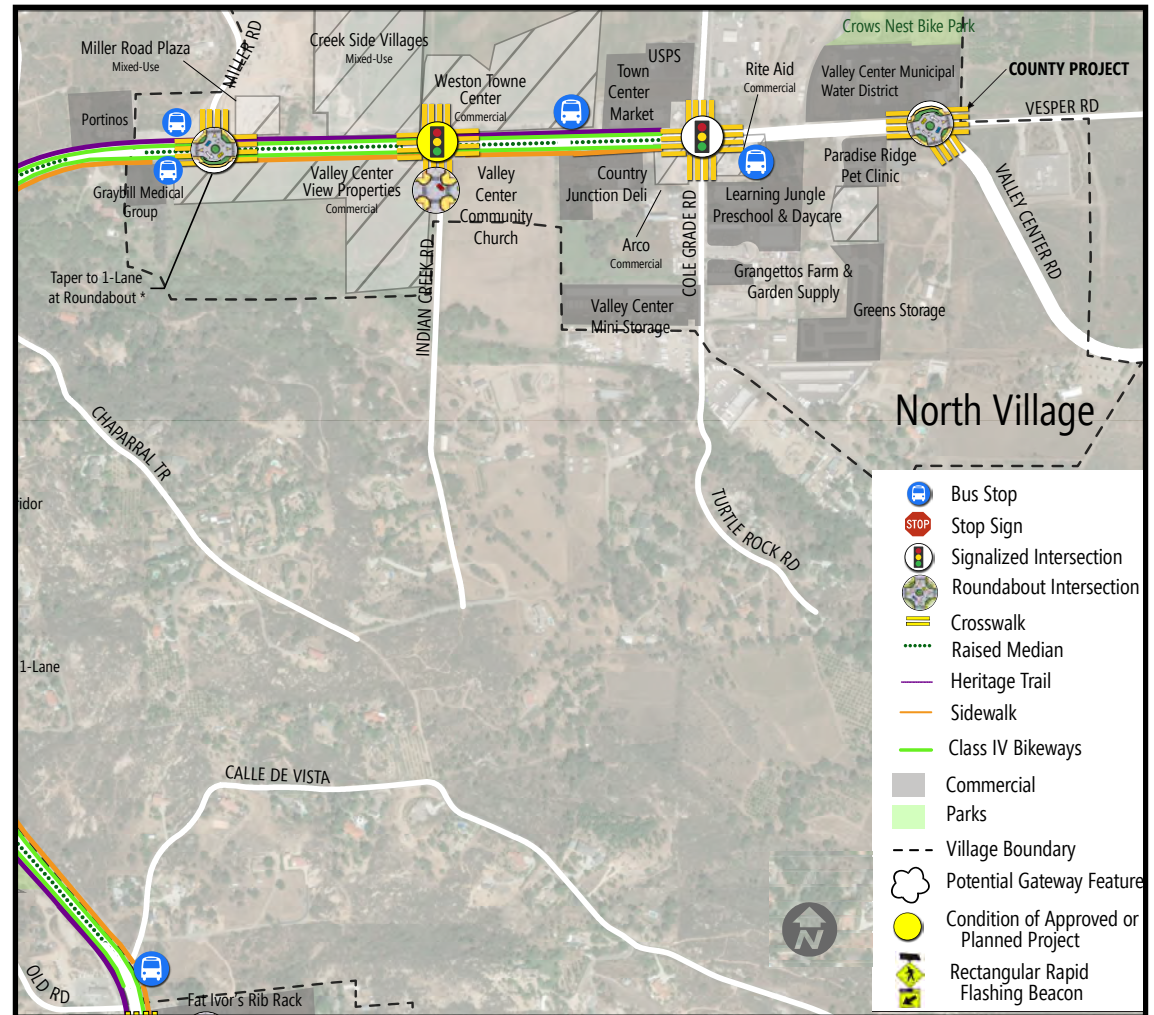 Crows Nest Bike Park
Miller Road Plaza
Mixed-Use
MILLER RD
Creek Side Villages
Mixed-Use
Weston Towne
Center
Commercial
USPS
Town
Center
Market
Rite Aid
Commercial
Valley Center Municipal
Water District
COUNTY PROJECT
VESPER RD
Portinos
Graybill Medical
Group
Valley Center
View Properties
Commercial
Valley
Center
Community
Church
Country
Junction Deli
Arco
Commercial
COLE GRADE RD
Learning Jungle
Preschool & Daycare
Paradise Ridge
Pet Clinic
VALLEY CENTER RD
Taper to 1-Lane
at Roundabout *
INDIAN CREEK RD
Valley Center
Mini Storage
Grangettos Farm &
Garden Supply
Greens Storage
North Village
CHAPARRAL TR
TURTLE ROCK RD
idor
1-Lane
CALLE DE VISTA
OLD RD
Fat Ivor's Rib Rack
N
Bus Stop
STOP
Stop Sign
Signalized Intersection
Roundabout Intersection
Crosswalk
Raised Median
Heritage Trail
Sidewalk
Class IV Bikeways
Commercial
Parks
Village Boundary
Potential Gateway Feature
Condition of Approved or
Planned Project
Rectangular Rapid
Flashing Beacon